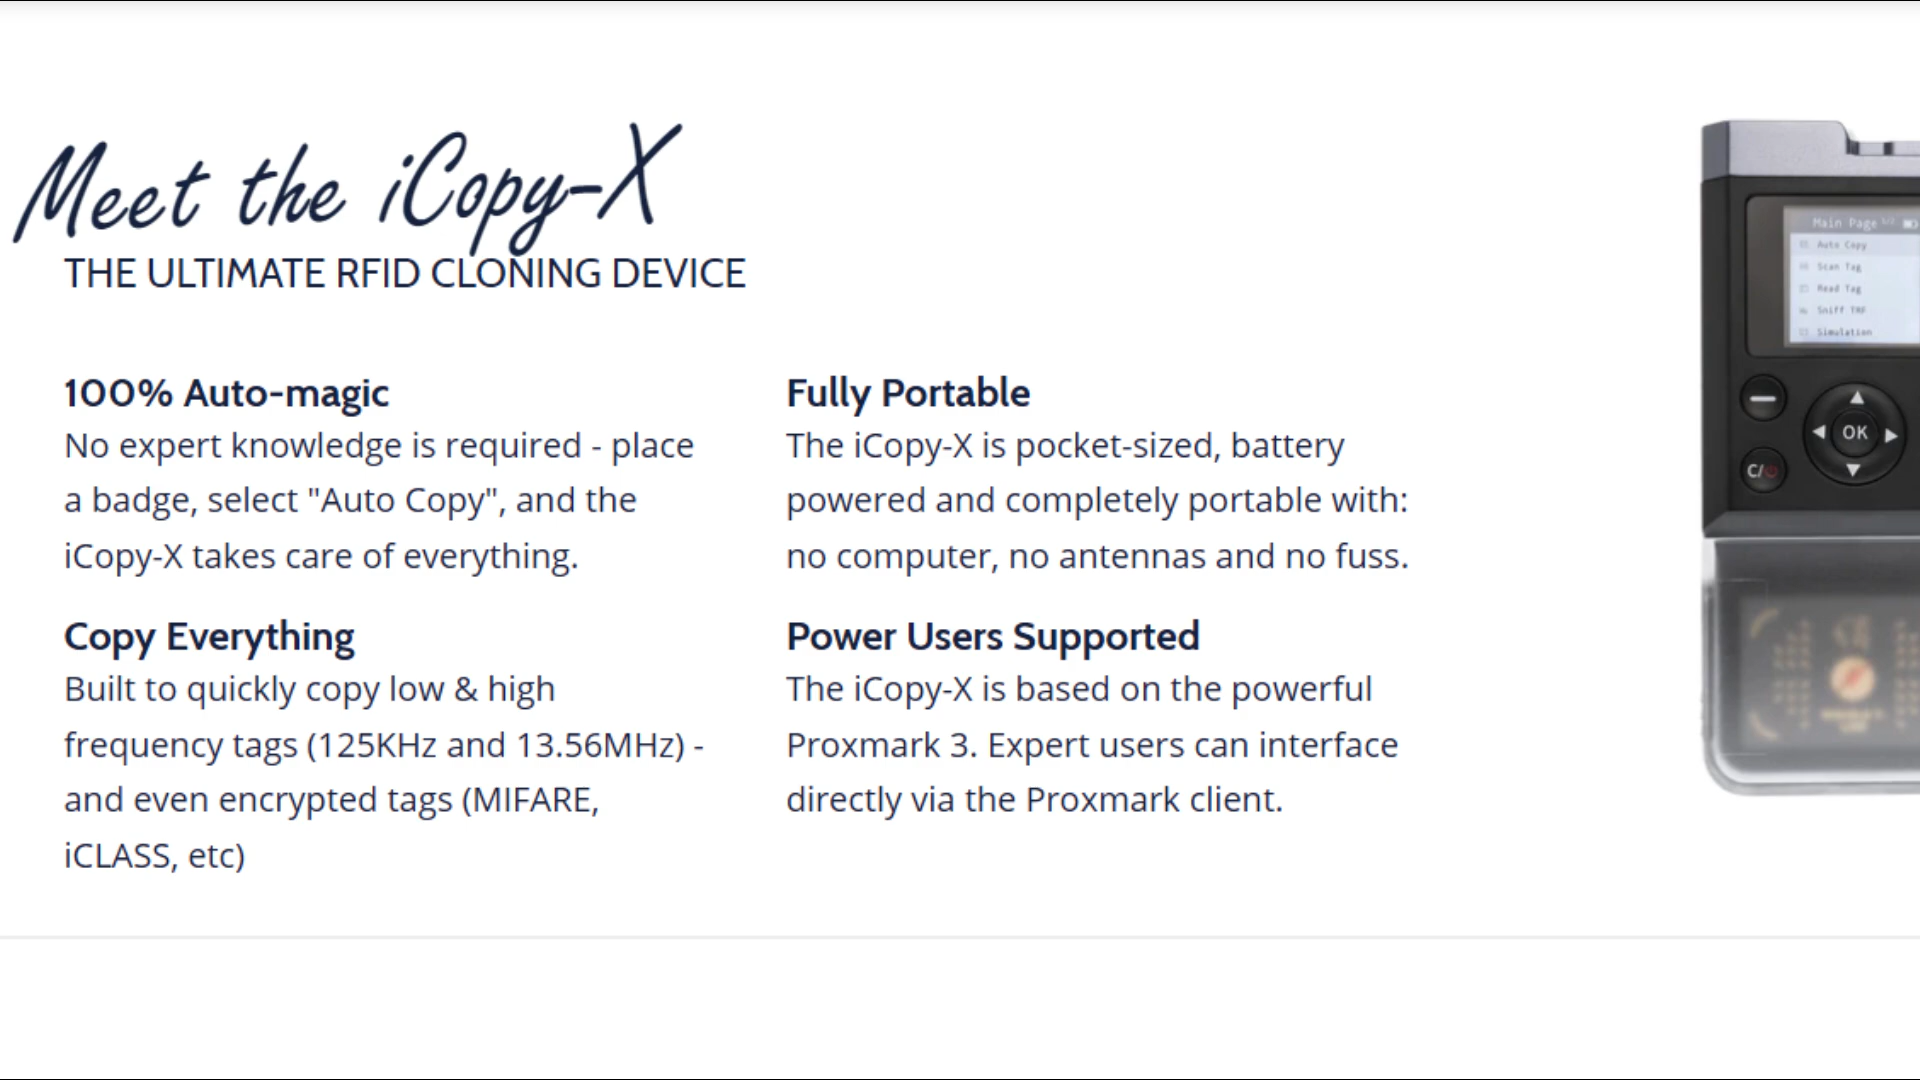 Meet the iCopy-X
THE ULTIMATE RFID CLONING DEVICE
100% Auto-magic
No expert knowledge is required - place
a badge, select "Auto Copy", and the
iCopy-X takes care of everything.
Fully Portable
The iCopy-X is pocket-sized, battery
powered and completely portable with:
no computer, no antennas and no fuss.
Copy Everything
Built to quickly copy low & high
frequency tags (125KHz and 13.56MHz) -
and even encrypted tags (MIFARE,
iCLASS, etc)
Power Users Supported
The iCopy-X is based on the powerful
Proxmark 3. Expert users can interface
directly via the Proxmark client.
Main Page
Auto Copy
Scan Tag
Read Tag
Sniff TRF
Simulation
OK
C/